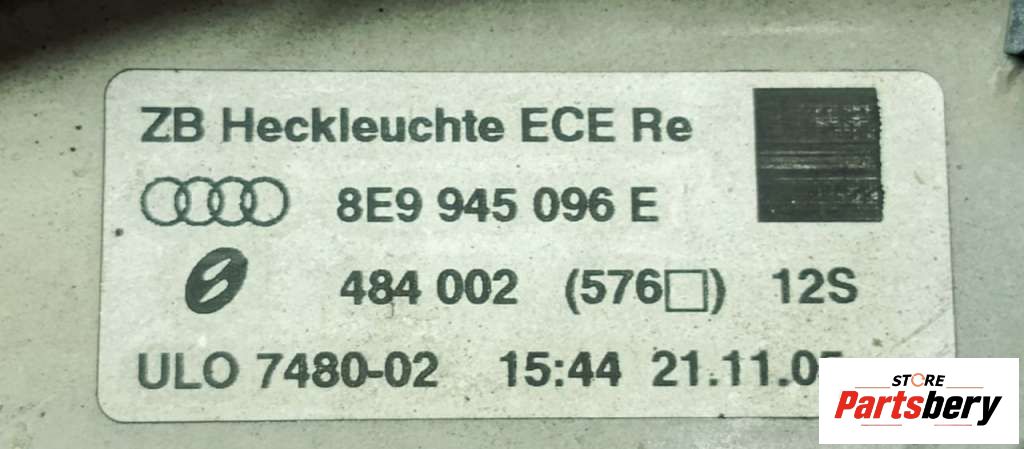 ZB Heckleuchte ECE Re
8E9 945 096 E
484 002 (576□) 12S
ULO 7480-02 15:44
STORE
Partsbery